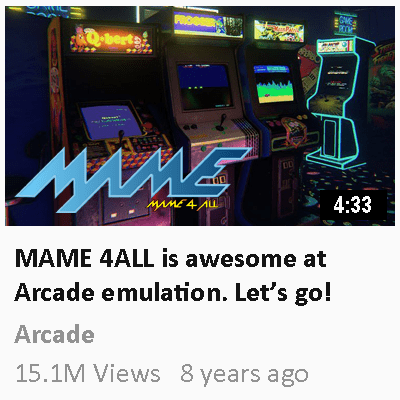 GAME ROOM
Q*bert
FROGGER
MAME
MAME 4 ALL
4:33
MAME 4ALL is awesome at
Arcade emulation. Let’s go!
Arcade
15.1M Views 8 years ago